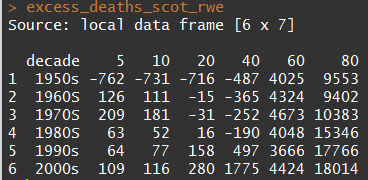 > excess_deaths_scot_rwe
Source: local data frame [6 x 7]
decade 5 10 20 40 60 80
1 1950s -762 -731 -716 -487 4025 9553
2 1960S 126 111 -15 -365 4324 9402
3 1970S 209 181 -31 -252 4673 10383
4 1980S 63 52 16 -190 4048 15346
5 1990s 64 77 158 497 3666 17766
6 2000s 109 116 280 1775 4424 18014